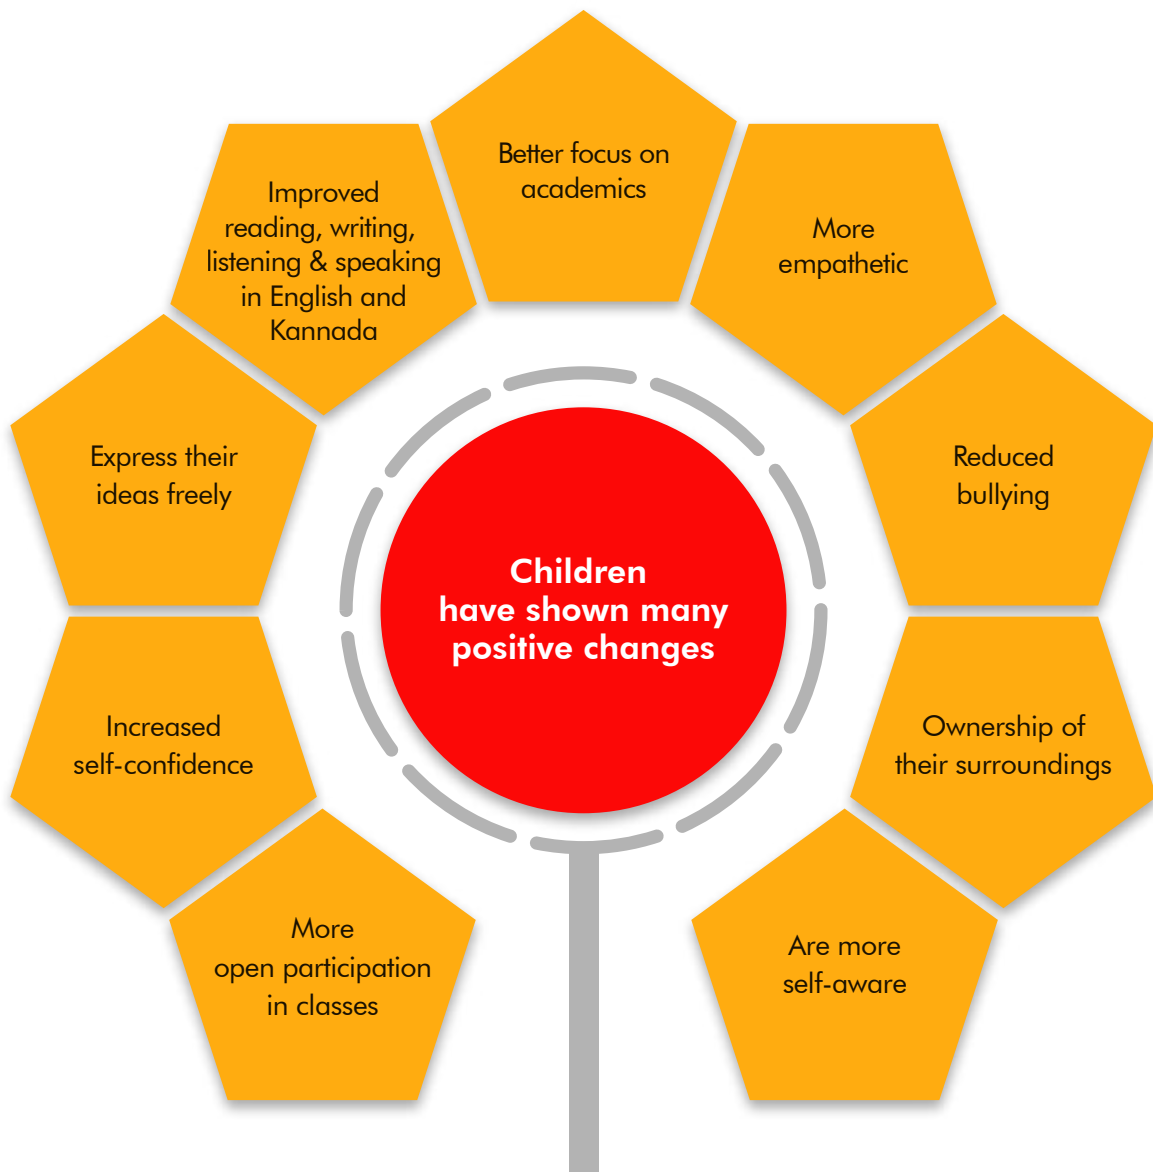 Better focus on
academics
Improved
reading, writing,
listening & speaking
in English and
Kannada
More
empathetic
Express their
ideas freely
Reduced
bullying
Children
have shown many
positive changes
Increased
self-confidence
Ownership of
their surroundings
More
open participation
in classes
Are more
self-aware